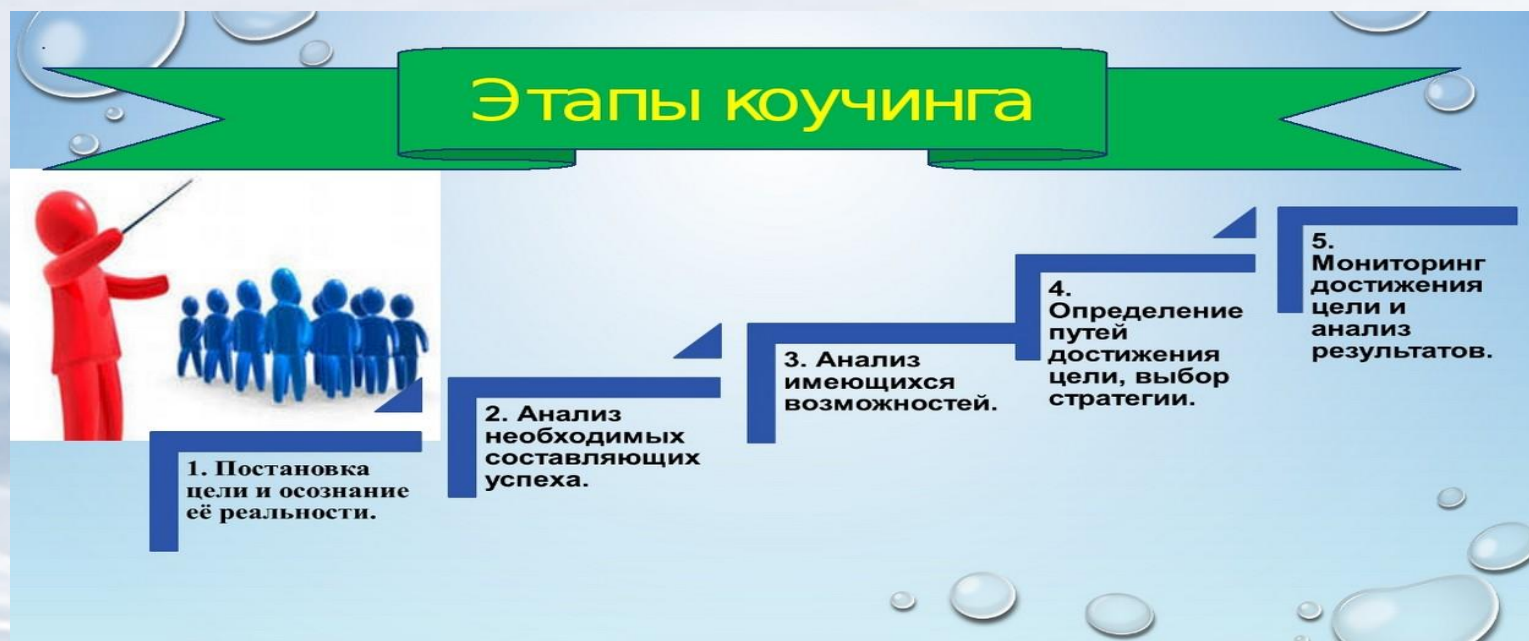 Этапы коучинга
1. Постановка
цели и осознание
её реальности.
2. Анализ
необходимых
составляющих
успеха.
3. Анализ
имеющихся
возможностей.
4.
Определение
путей
достижения
цели, выбор
стратегии.
5.
Мониторинг
достижения
цели и
анализ
результатов.